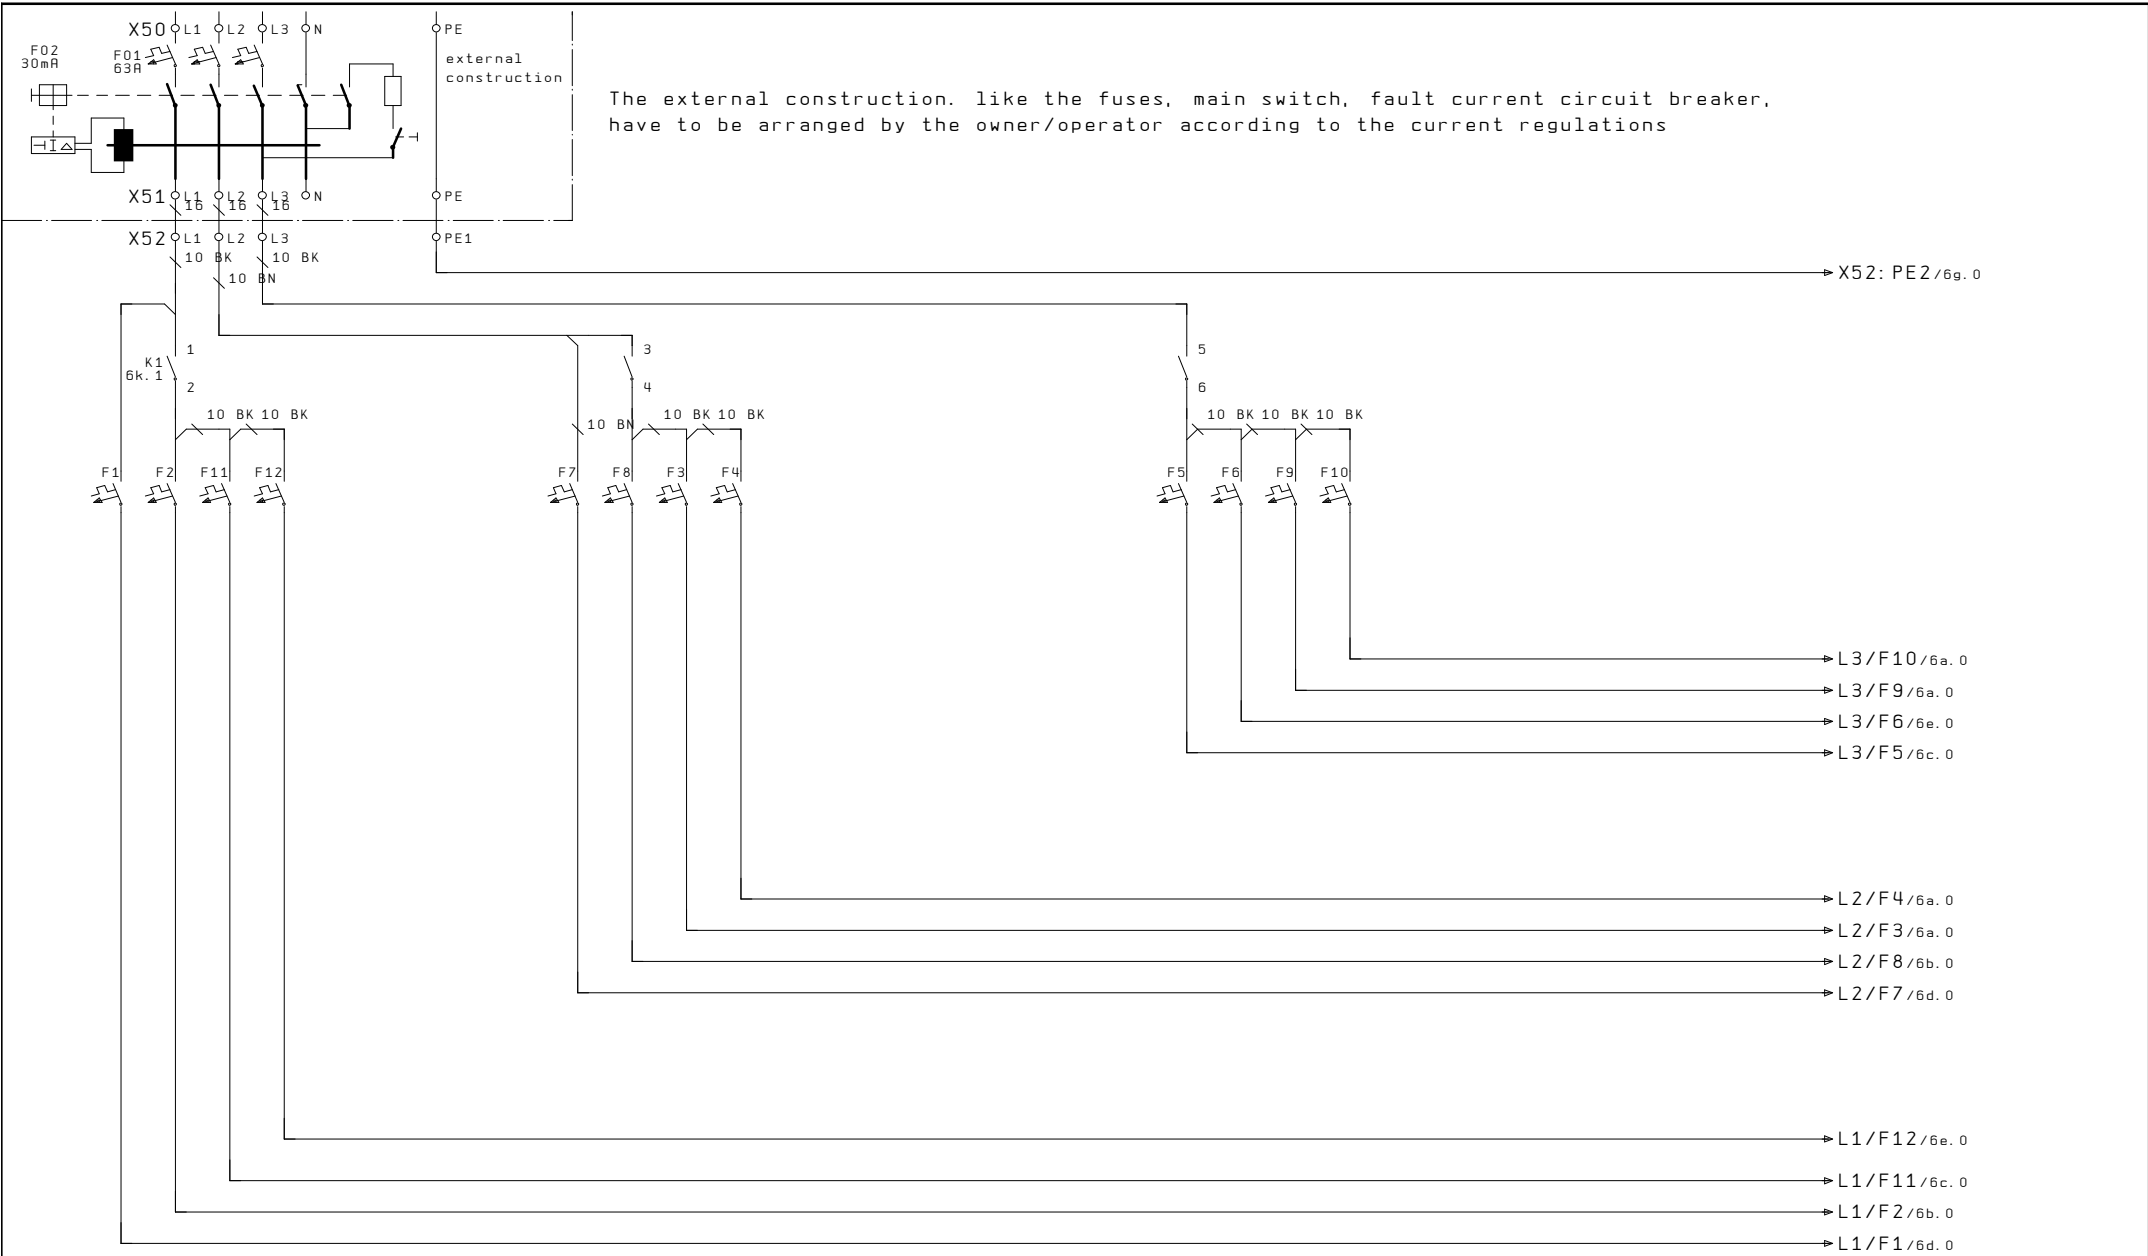 X50 L1 L2 L3 N PE
F02
30mA
F01
63A
external
construction
The external construction. like the fuses, main switch, fault current circuit breaker,
have to be arranged by the owner/operator according to the current regulations
X51 L1 L2 L3 N PE
16 16 16
X52 L1 L2 L3 PE1
10 BK 10 BK
10 BN
X52: PE2/6g.0
1 3 5
K1
6k.1
2 4 6
10 BK 10 BK 10 BN 10 BK 10 BK 10 BK 10 BK 10 BK
F1 F2 F11 F12 F7 F8 F3 F4 F5 F6 F9 F10
L3/F10/6a.0
L3/F9/6a.0
L3/F6/6e.0
L3/F5/6c.0
L2/F4/6a.0
L2/F3/6a.0
L2/F8/6b.0
L2/F7/6d.0
L1/F12/6e.0
L1/F11/6c.0
L1/F2/6b.0
L1/F1/6d.0